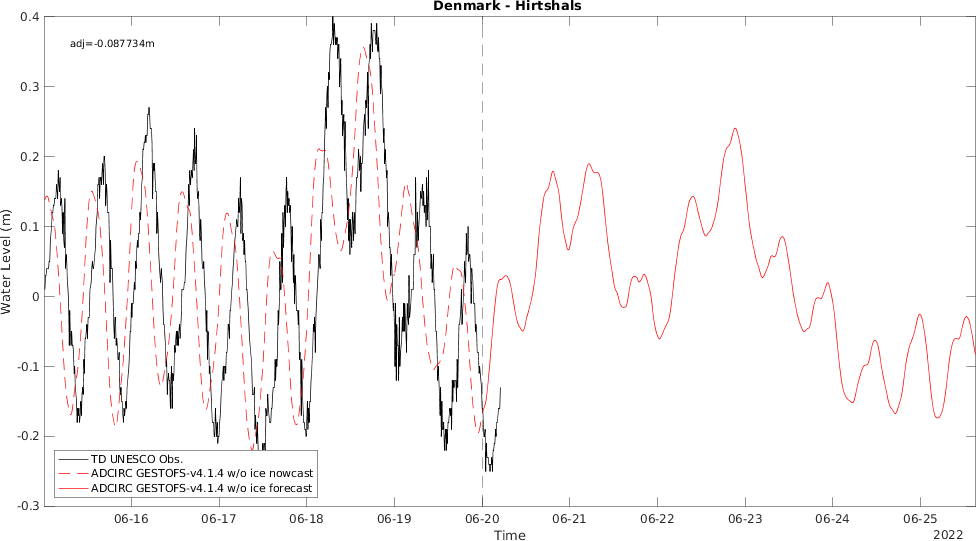 Denmark - Hirtshals
adj=-0.087734m
0.4
0.3
0.2
0.1
0
-0.1
-0.2
-0.3
Water Level (m)
TD UNESCO Obs.
ADCIRC GESTOFS-v4.1.4 w/o ice nowcast
ADCIRC GESTOFS-v4.1.4 w/o ice forecast
06-16 06-17 06-18 06-19 06-20 06-21 06-22 06-23 06-24 06-25
Time
2022